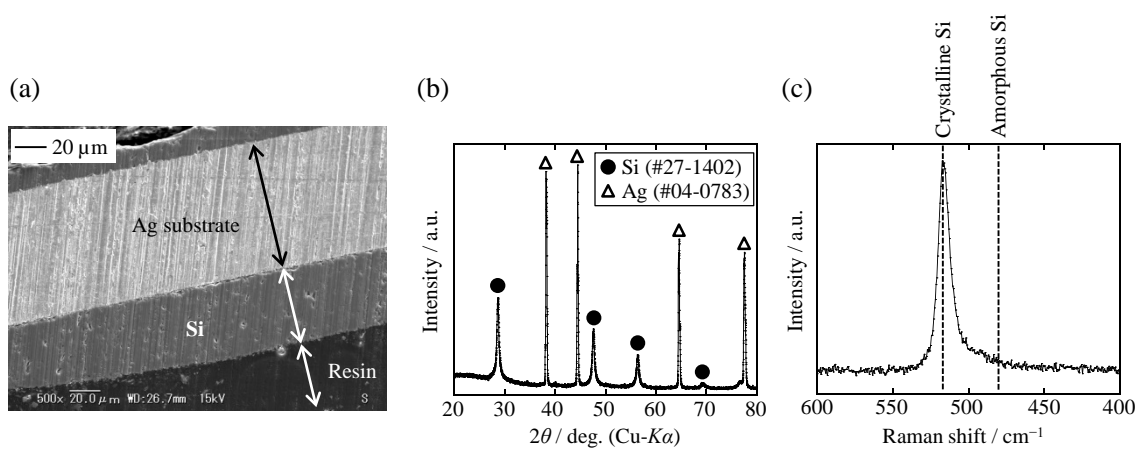 (a)
20 µm
Ag substrate
Si
Resin
500× 20.0 µm WD:26.7mm 15kV S
(b)
Intensity / a.u.
● Si (#27-1402)
△ Ag (#04-0783)
20 30 40 50 60 70 80
2θ / deg. (Cu-Kα)
(c)
Crystalline Si
Amorphous Si
Intensity / a.u.
600 550 500 450 400
Raman shift / cm⁻¹